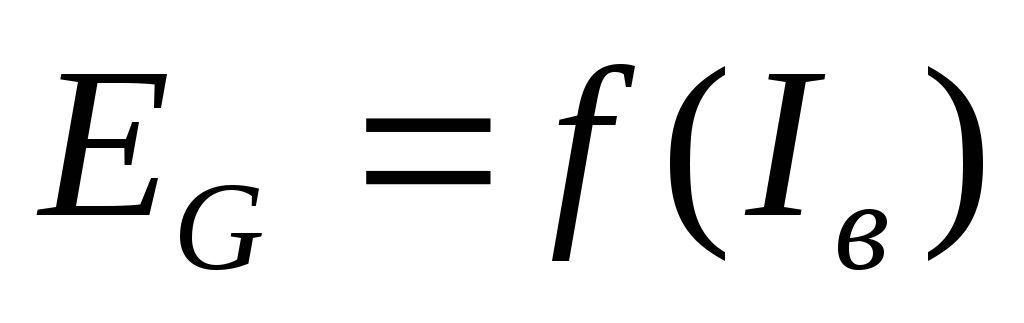 E_G = f(I_в)